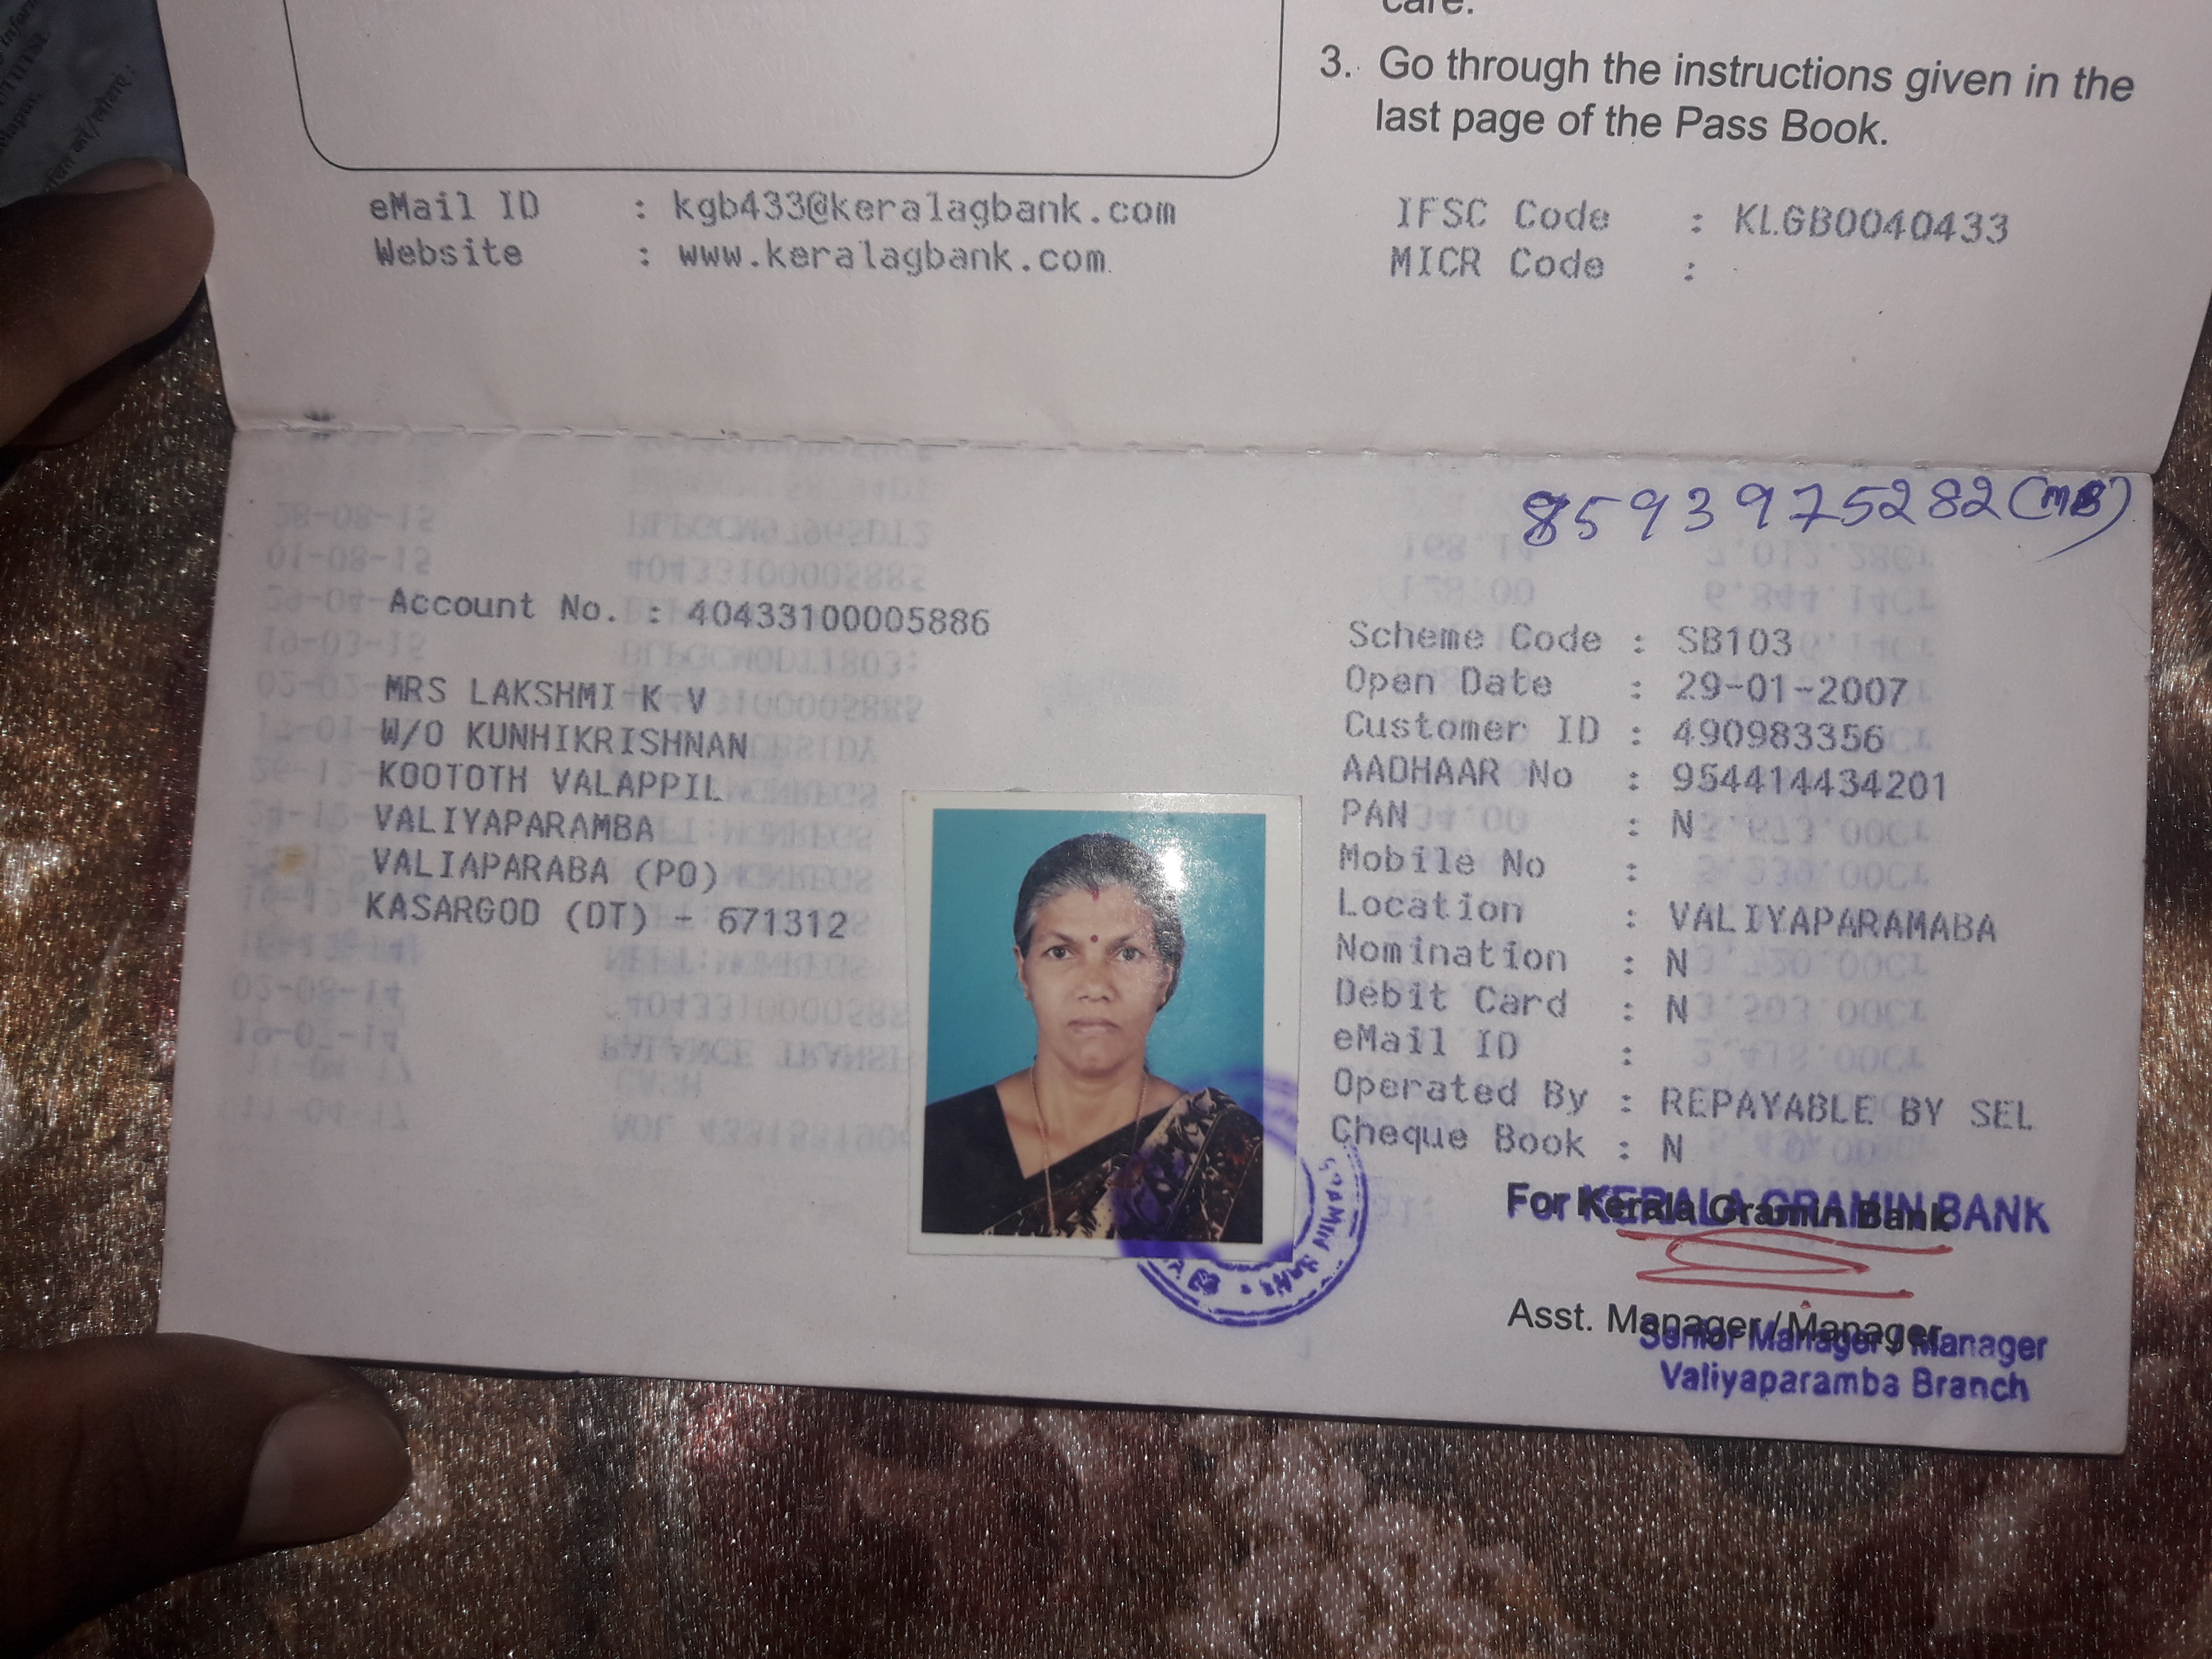 care.
3. Go through the instructions given in the
last page of the Pass Book.
eMail ID : kgb433@keralagbank.com
Website : www.keralagbank.com
IFSC Code : KLGB0040433
MICR Code :
8593975282 (MB)
Account No. : 40433100005886
MRS LAKSHMI K V
W/O KUNHIKRISHNAN
KOOTOTH VALAPPIL
VALIYAPARAMBA
VALIAPARABA (PO)
KASARGOD (DT) - 671312
Scheme Code : SB103
Open Date : 29-01-2007
Customer ID : 490983356
AADHAAR No : 954414434201
PAN : N
Mobile No :
Location : VALIYAPARAMABA
Nomination : N
Debit Card : N
eMail ID :
Operated By : REPAYABLE BY SEL
Cheque Book : N
For Kerala Gramin Bank
For KERALA GRAMIN BANK
Asst. Manager / Manager
Senior Manager / Manager
Valiyaparamba Branch